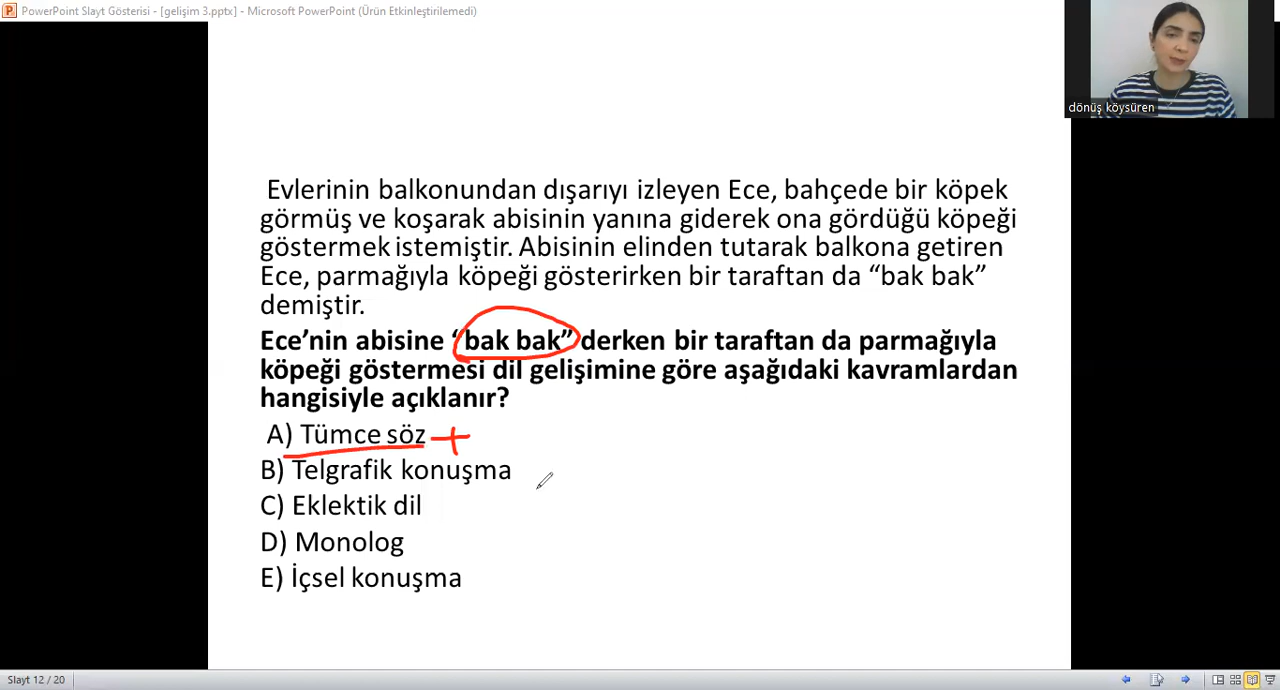 PowerPoint Slayt Gösterisi - [gelişim 3.pptx] - Microsoft PowerPoint (Ürün Etkinleştirilemedi)
dönüş köysüren
Evlerinin balkonundan dışarıyı izleyen Ece, bahçede bir köpek
görmüş ve koşarak abisinin yanına giderek ona gördüğü köpeği
göstermek istemiştir. Abisinin elinden tutarak balkona getiren
Ece, parmağıyla köpeği gösterirken bir taraftan da “bak bak”
demiştir.
Ece’nin abisine “bak bak” derken bir taraftan da parmağıyla
köpeği göstermesi dil gelişimine göre aşağıdaki kavramlardan
hangisiyle açıklanır?
A) Tümce söz
B) Telgrafik konuşma
C) Eklektik dil
D) Monolog
E) İçsel konuşma
Slayt 12 / 20